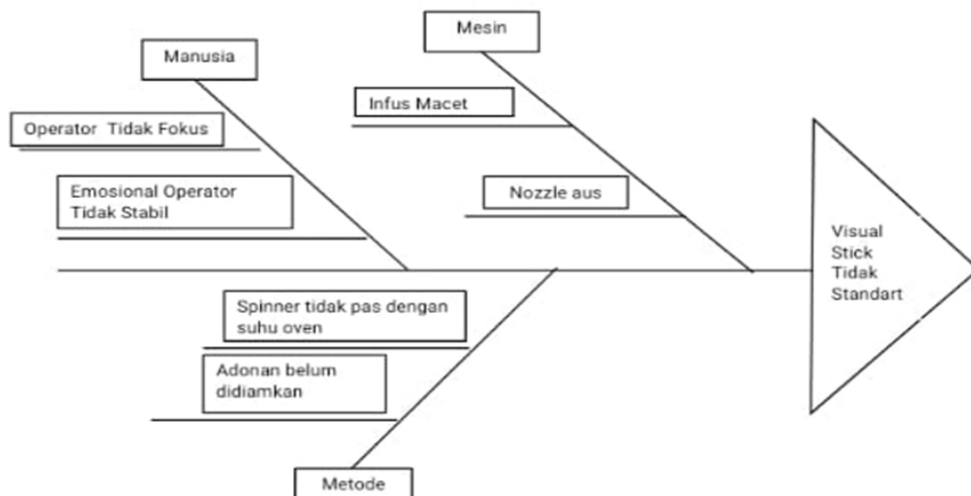 Manusia
Mesin
Operator  Tidak Fokus
Infus Macet
Emosional Operator
Tidak Stabil
Nozzle aus
Visual
Stick
Tidak
Standart
Spinner tidak pas dengan
suhu oven
Adonan belum
didiamkan
Metode